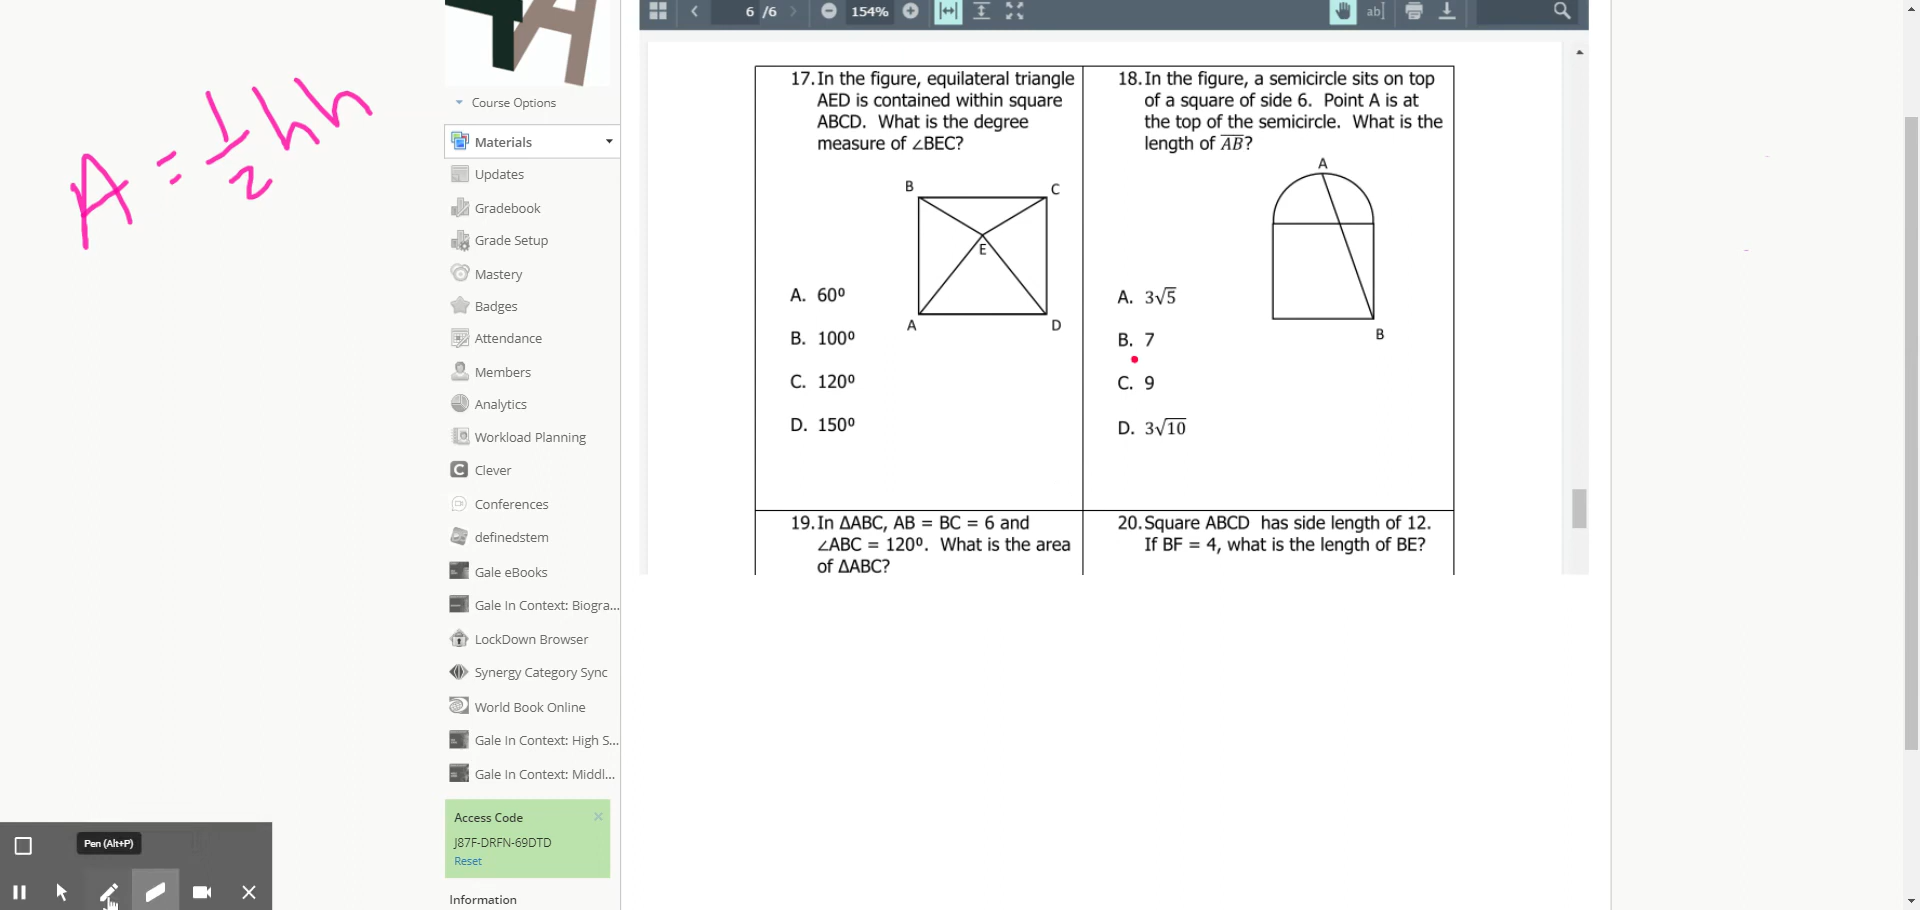 6 /6
154%
ab
A = 1/2 h h
Course Options
Materials
Updates
Gradebook
Grade Setup
Mastery
Badges
Attendance
Members
Analytics
Workload Planning
Clever
Conferences
definedstem
Gale eBooks
Gale In Context: Biogra...
LockDown Browser
Synergy Category Sync
World Book Online
Gale In Context: High S...
Gale In Context: Middl...
Access Code
J87F-DRFN-69DTD
Reset
Information
Pen (Alt+P)
17. In the figure, equilateral triangle
AED is contained within square
ABCD. What is the degree
measure of ∠BEC?
B
C
E
A
D
A. 60⁰
B. 100⁰
C. 120⁰
D. 150⁰
18. In the figure, a semicircle sits on top
of a square of side 6. Point A is at
the top of the semicircle. What is the
length of A̅B̅?
A
B
A. 3√5
B. 7
C. 9
D. 3√10
19. In ΔABC, AB = BC = 6 and
∠ABC = 120⁰. What is the area
of ΔABC?
20. Square ABCD has side length of 12.
If BF = 4, what is the length of BE?